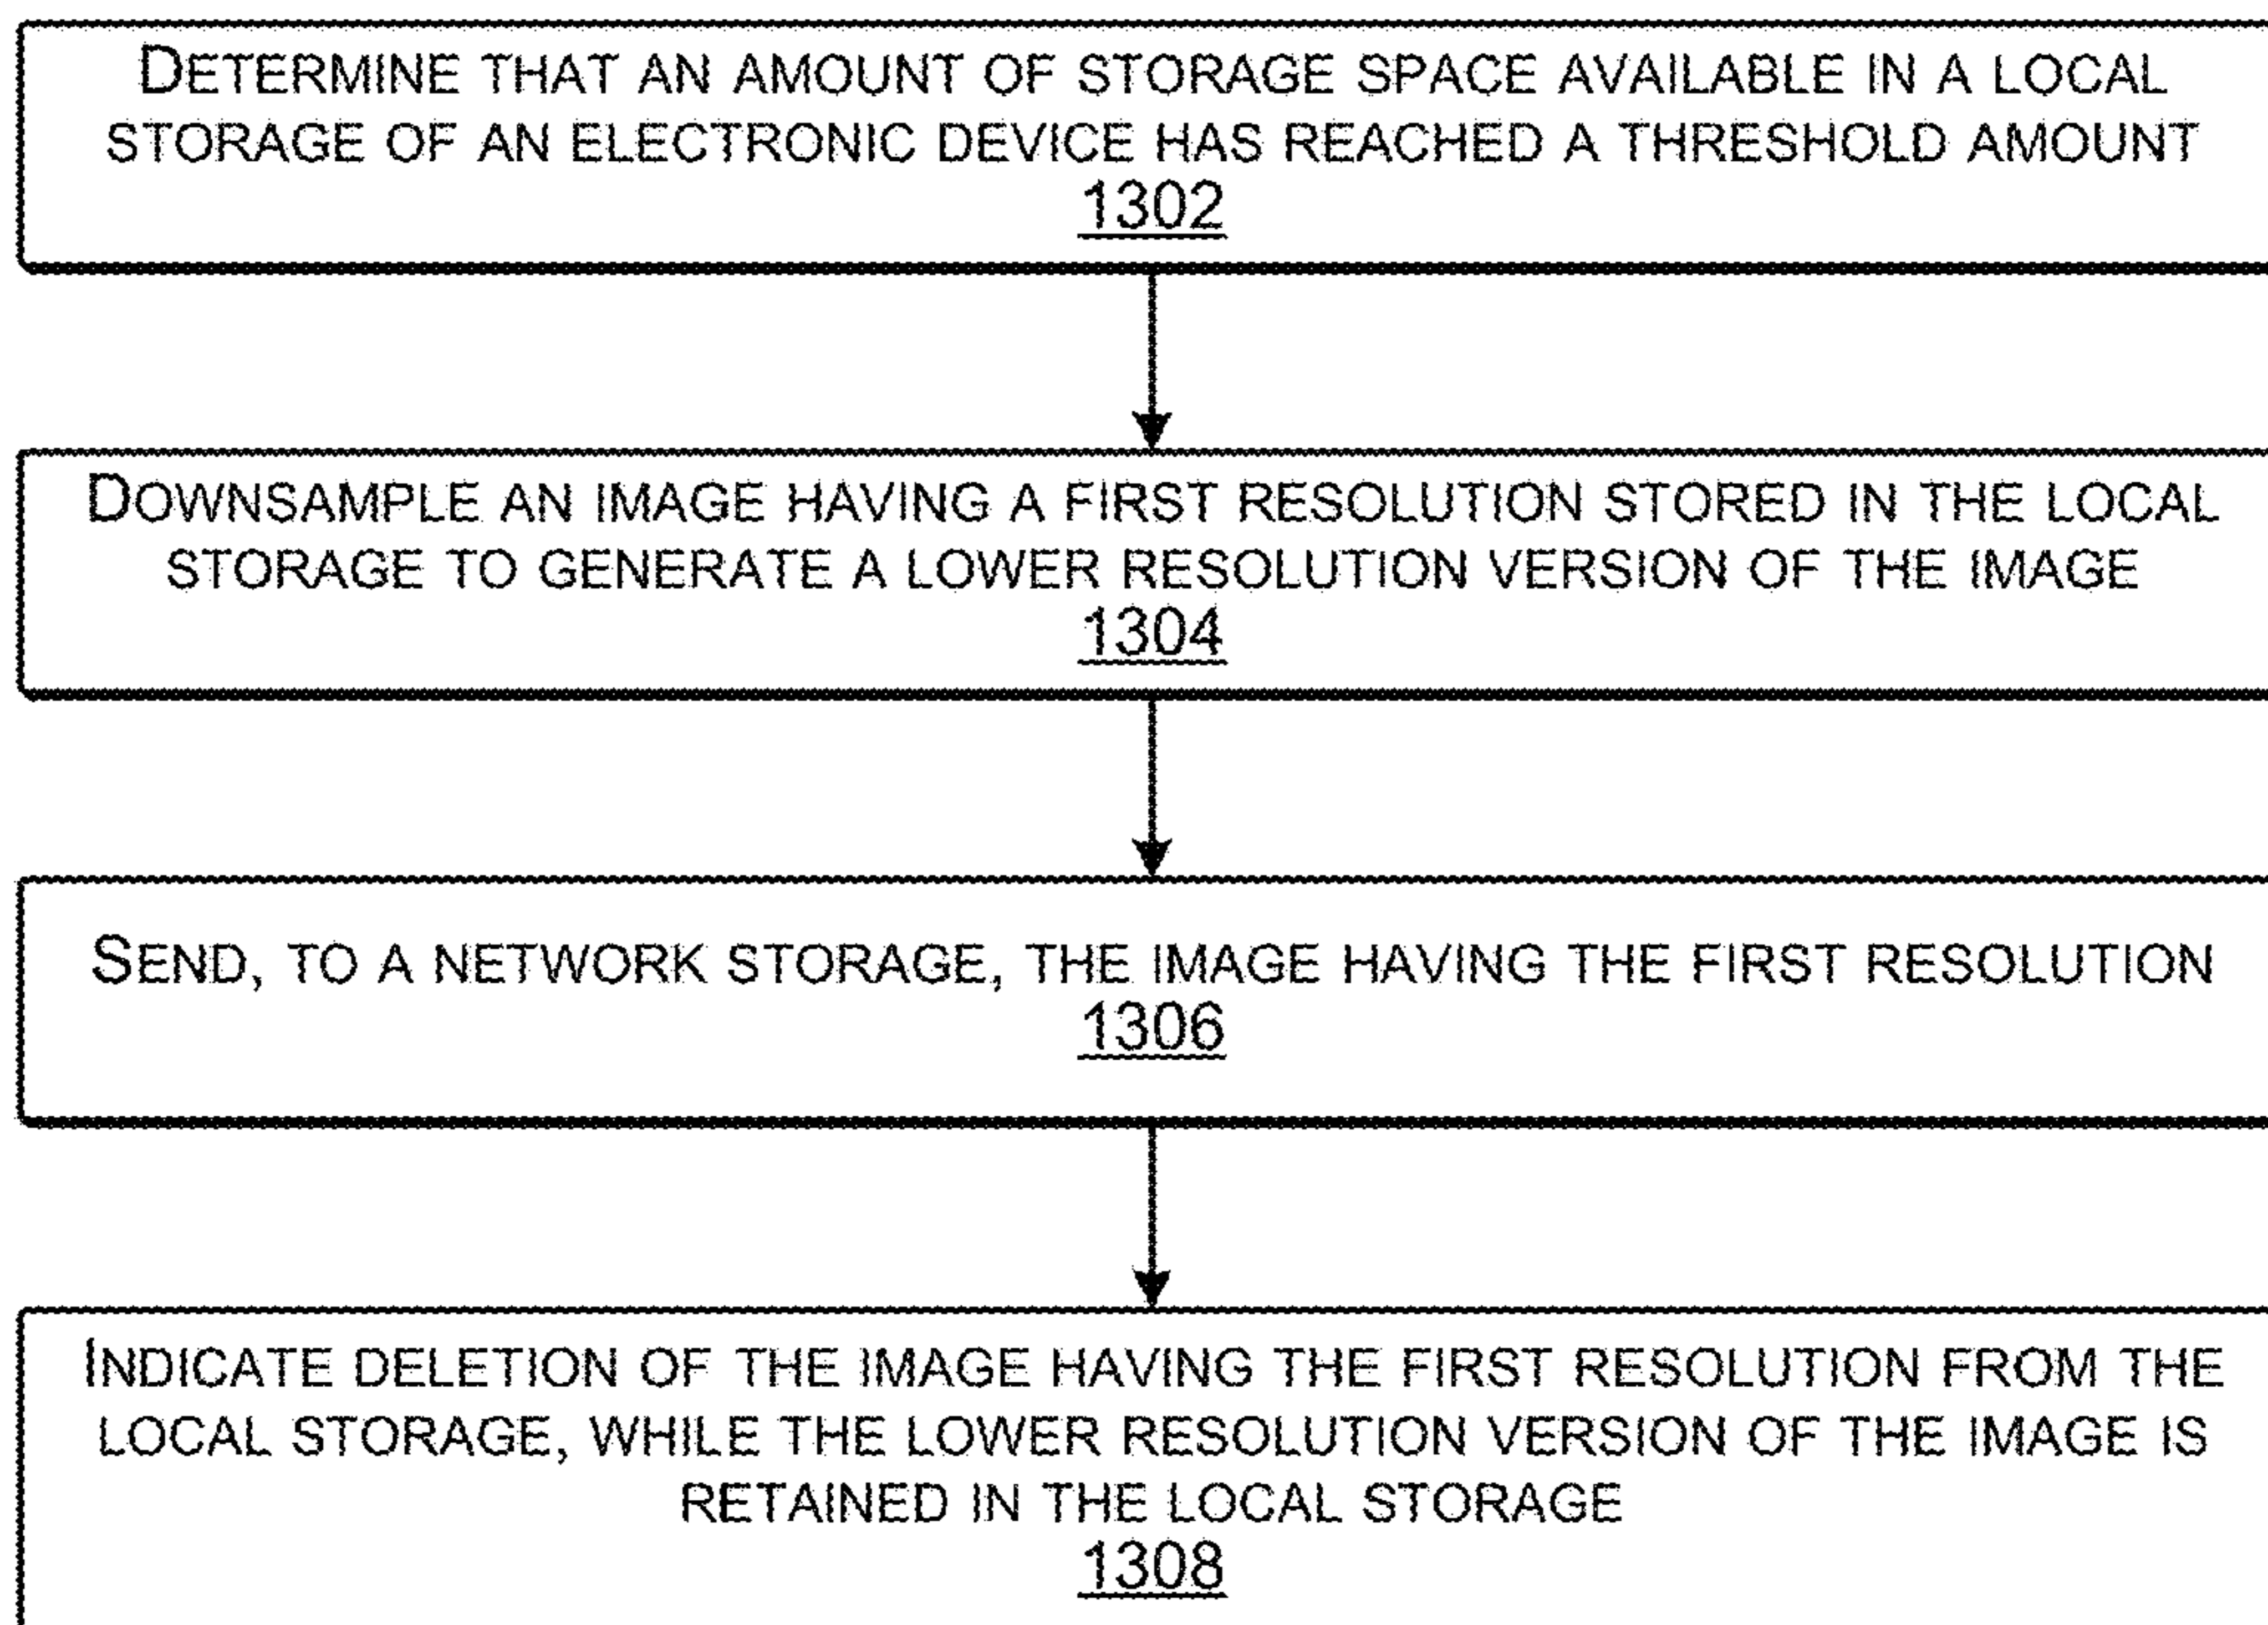 DETERMINE THAT AN AMOUNT OF STORAGE SPACE AVAILABLE IN A LOCAL
STORAGE OF AN ELECTRONIC DEVICE HAS REACHED A THRESHOLD AMOUNT
1302
DOWNSAMPLE AN IMAGE HAVING A FIRST RESOLUTION STORED IN THE LOCAL
STORAGE TO GENERATE A LOWER RESOLUTION VERSION OF THE IMAGE
1304
SEND, TO A NETWORK STORAGE, THE IMAGE HAVING THE FIRST RESOLUTION
1306
INDICATE DELETION OF THE IMAGE HAVING THE FIRST RESOLUTION FROM THE
LOCAL STORAGE, WHILE THE LOWER RESOLUTION VERSION OF THE IMAGE IS
RETAINED IN THE LOCAL STORAGE
1308